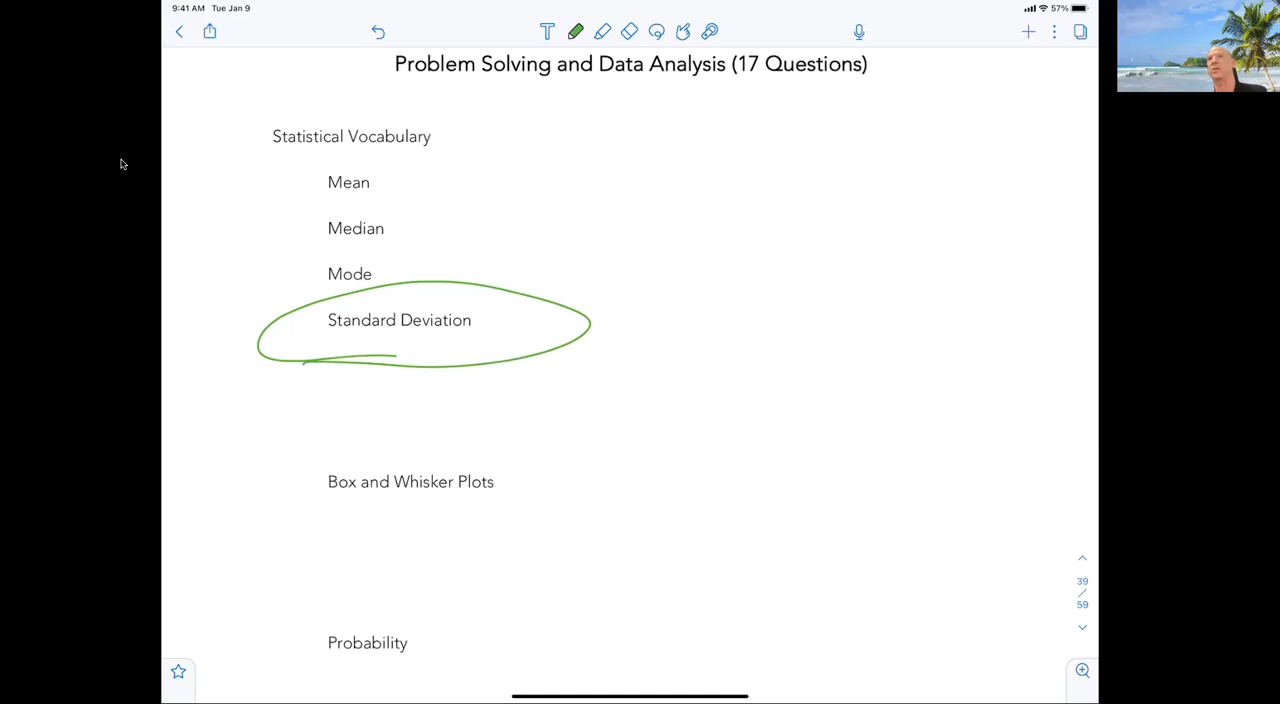 9:41 AM Tue Jan 9
57%
Problem Solving and Data Analysis (17 Questions)
Statistical Vocabulary
Mean
Median
Mode
Standard Deviation
Box and Whisker Plots
39
/
59
Probability